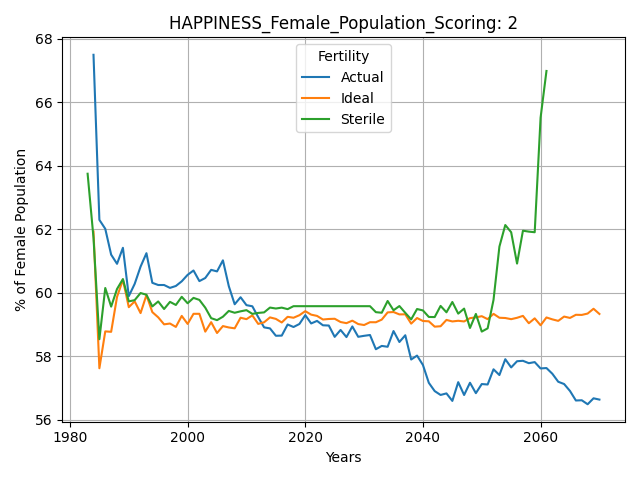 HAPPINESS_Female_Population_Scoring: 2
Fertility
Actual
Ideal
Sterile
% of Female Population
68
66
64
62
60
58
56
1980
2000
2020
2040
2060
Years